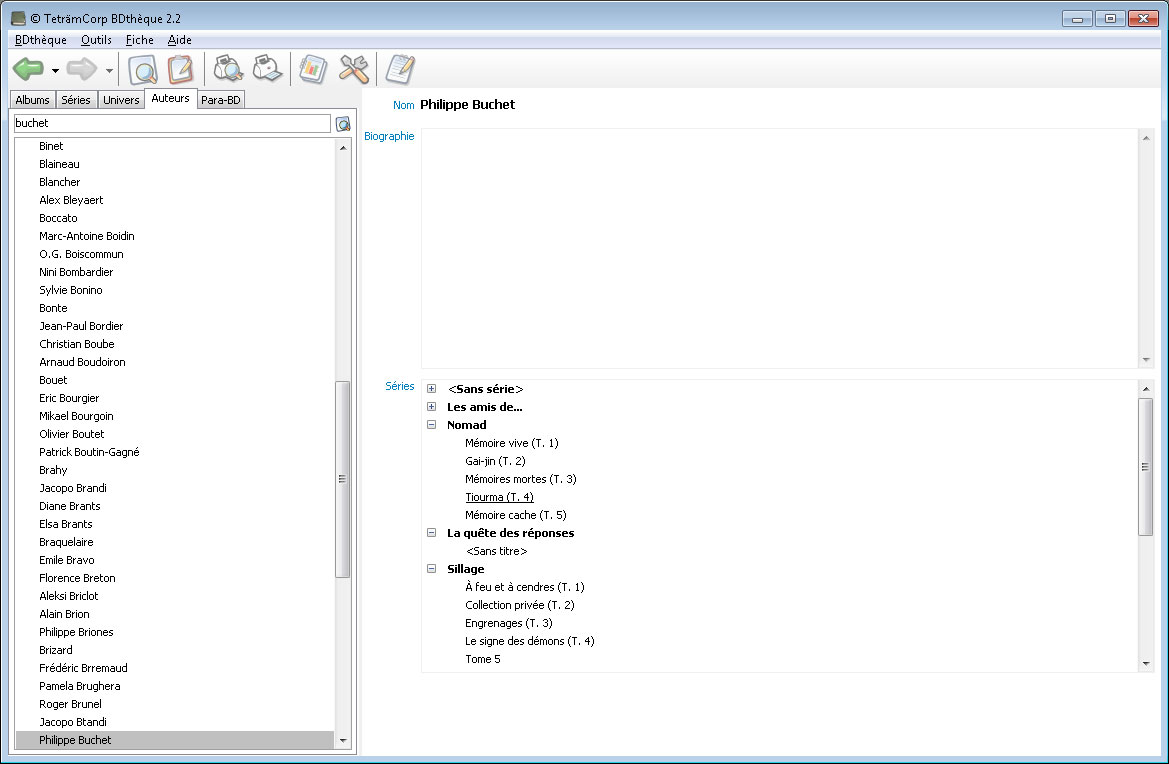 © TeträmCorp BDthèque 2.2
BDthèque Outils Fiche Aide
Albums Séries Univers Auteurs Para-BD
buchet
Binet
Blaineau
Blancher
Alex Bleyaert
Boccato
Marc-Antoine Boidin
O.G. Boiscommun
Nini Bombardier
Sylvie Bonino
Bonte
Jean-Paul Bordier
Christian Boube
Arnaud Boudoiron
Bouet
Eric Bourgier
Mikael Bourgoin
Olivier Boutet
Patrick Boutin-Gagné
Brahy
Jacopo Brandi
Diane Brants
Elsa Brants
Braquelaire
Emile Bravo
Florence Breton
Aleksi Briclot
Alain Brion
Philippe Briones
Brizard
Frédéric Brremaud
Pamela Brughera
Roger Brunel
Jacopo Btandi
Philippe Buchet
Nom Philippe Buchet
Biographie
Séries
<Sans série>
Les amis de...
Nomad
Mémoire vive (T. 1)
Gai-jin (T. 2)
Mémoires mortes (T. 3)
Tiourma (T. 4)
Mémoire cache (T. 5)
La quête des réponses
<Sans titre>
Sillage
À feu et à cendres (T. 1)
Collection privée (T. 2)
Engrenages (T. 3)
Le signe des démons (T. 4)
Tome 5